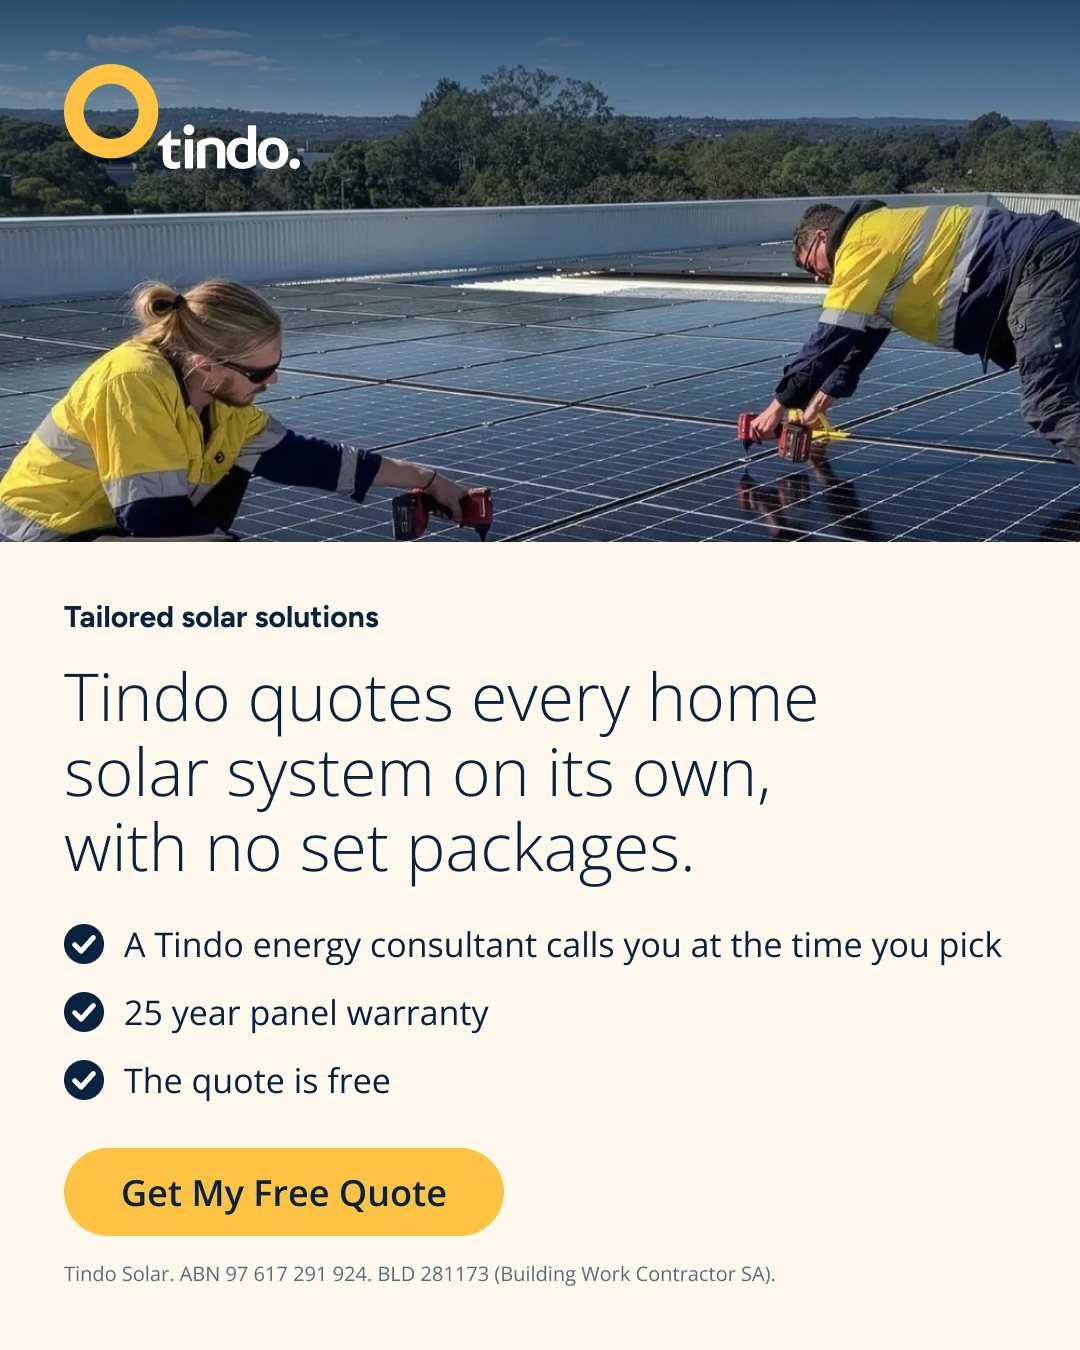 tindo.
Tailored solar solutions
Tindo quotes every home
solar system on its own,
with no set packages.
A Tindo energy consultant calls you at the time you pick
25 year panel warranty
The quote is free
Get My Free Quote
Tindo Solar. ABN 97 617 291 924. BLD 281173 (Building Work Contractor SA).